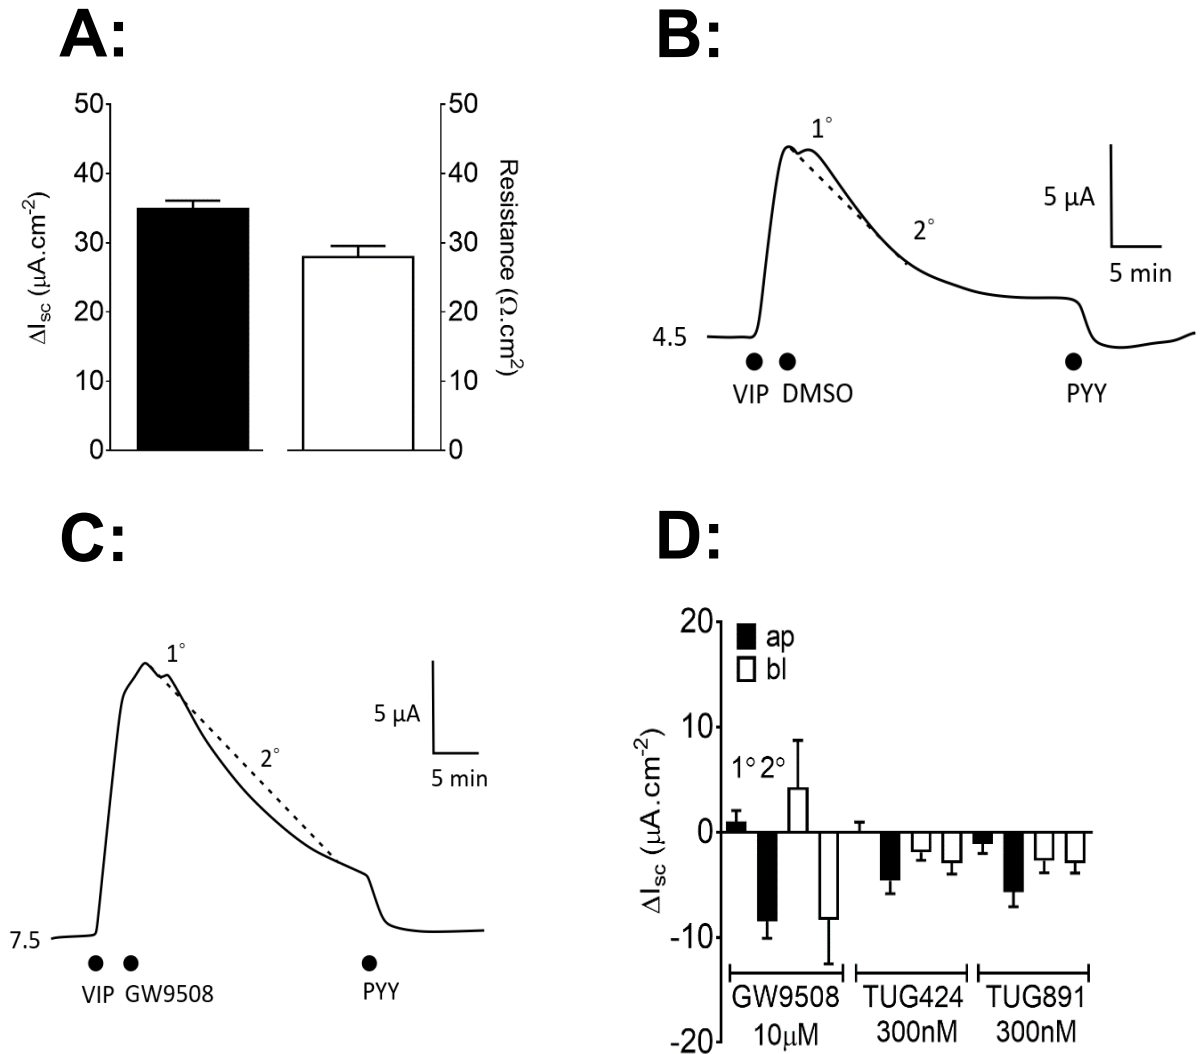 A:
50
40
30
20
10
0
ΔIsc (μA.cm-2)
50
40
30
20
10
0
Resistance (Ω.cm2)
B:
1°
2°
5 μA
5 min
4.5
VIP DMSO PYY
C:
1°
2°
5 μA
5 min
7.5
VIP GW9508 PYY
D:
20
10
0
-10
-20
ΔIsc (μA.cm-2)
ap
bl
1° 2°
GW9508 TUG424 TUG891
10μM 300nM 300nM